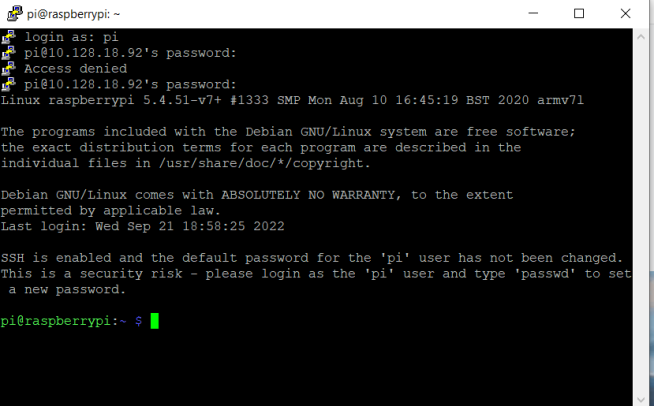 pi@raspberrypi: ~
login as: pi
pi@10.128.18.92's password:
Access denied
pi@10.128.18.92's password:
Linux raspberrypi 5.4.51-v7+ #1333 SMP Mon Aug 10 16:45:19 BST 2020 armv7l
The programs included with the Debian GNU/Linux system are free software;
the exact distribution terms for each program are described in the
individual files in /usr/share/doc/*/copyright.
Debian GNU/Linux comes with ABSOLUTELY NO WARRANTY, to the extent
permitted by applicable law.
Last login: Wed Sep 21 18:58:25 2022
SSH is enabled and the default password for the 'pi' user has not been changed.
This is a security risk - please login as the 'pi' user and type 'passwd' to set
 a new password.
pi@raspberrypi:~ $